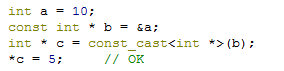 int a = 10;
const int * b = &a;
int * c = const_cast<int *>(b);
*c = 5;      // OK